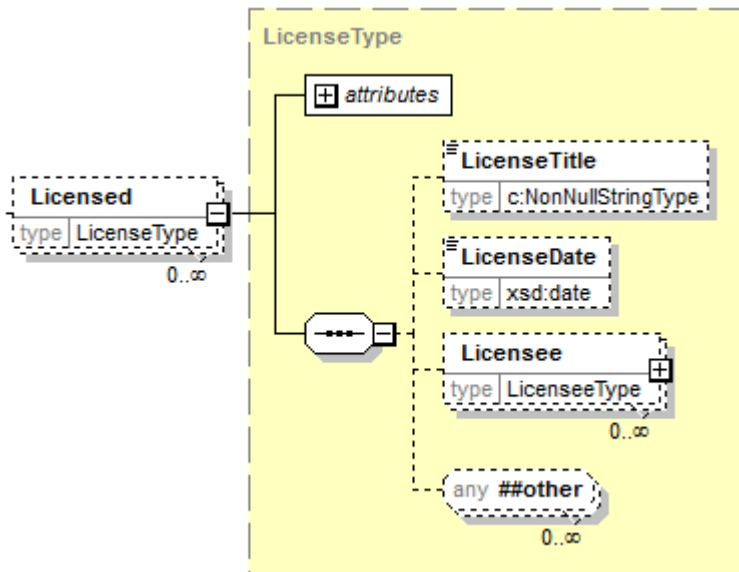 LicenseType
attributes
Licensed
type LicenseType
0..∞
LicenseTitle
type c:NonNullStringType
LicenseDate
type xsd:date
Licensee
type LicenseeType
0..∞
any ##other
0..∞